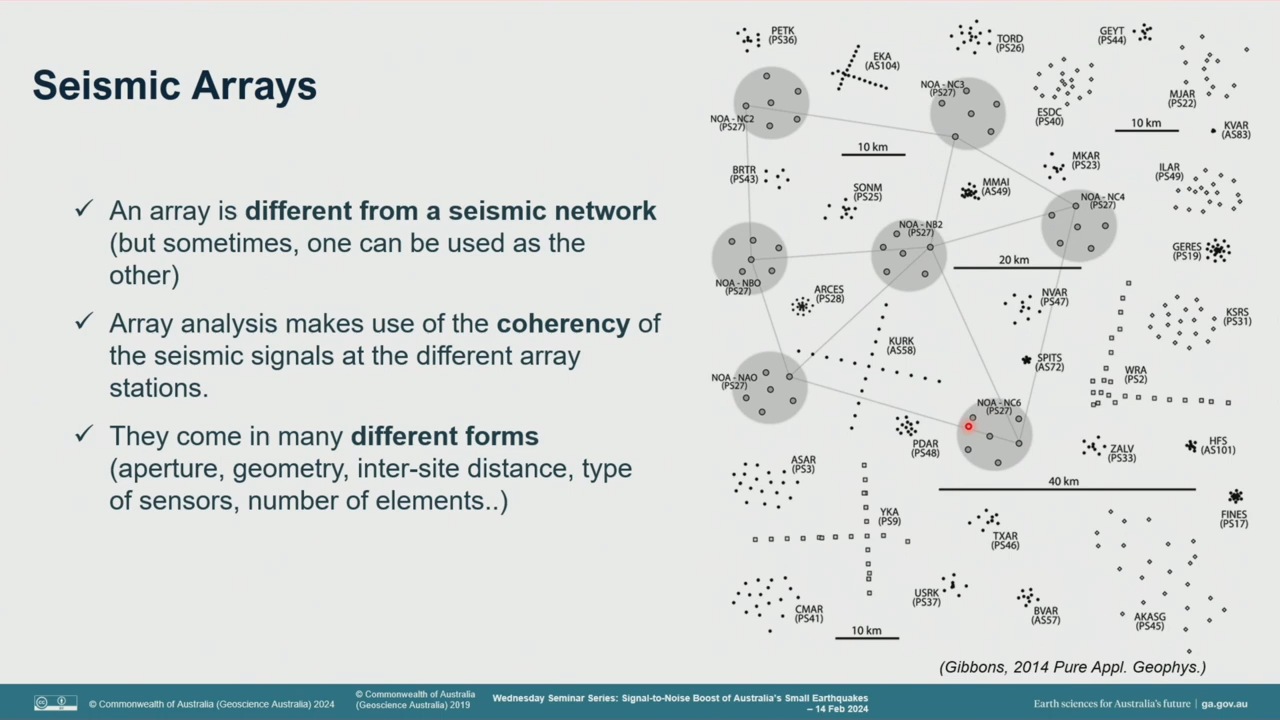 Seismic Arrays
✓ An array is different from a seismic network
(but sometimes, one can be used as the
other)
✓ Array analysis makes use of the coherency of
the seismic signals at the different array
stations.
✓ They come in many different forms
(aperture, geometry, inter-site distance, type
of sensors, number of elements..)
PETK
(PS36)
EKA
(AS104)
TORD
(PS26)
GEYT
(PS44)
NOA - NC2
(PS27)
NOA - NC3
(PS27)
ESDC
(PS40)
MJAR
(PS22)
10 km
KVAR
(AS83)
10 km
BRTR
(PS43)
SONM
(PS25)
MMAI
(AS49)
MKAR
(PS23)
ILAR
(PS49)
NOA - NC4
(PS27)
NOA - NB2
(PS27)
GERES
(PS19)
20 km
NOA - NBO
(PS27)
ARCES
(PS28)
NVAR
(PS47)
KSRS
(PS31)
KURK
(AS58)
SPITS
(AS72)
WRA
(PS2)
NOA - NAO
(PS27)
NOA - NC6
(PS27)
PDAR
(PS48)
ZALV
(PS33)
HFS
(AS101)
ASAR
(PS3)
40 km
YKA
(PS9)
TXAR
(PS46)
FINES
(PS17)
CMAR
(PS41)
USRK
(PS37)
BVAR
(AS57)
AKASG
(PS45)
10 km
(Gibbons, 2014 Pure Appl. Geophys.)
© Commonwealth of Australia (Geoscience Australia) 2024
© Commonwealth of Australia
(Geoscience Australia) 2019
Wednesday Seminar Series: Signal-to-Noise Boost of Australia's Small Earthquakes
– 14 Feb 2024
Earth sciences for Australia's future | ga.gov.au